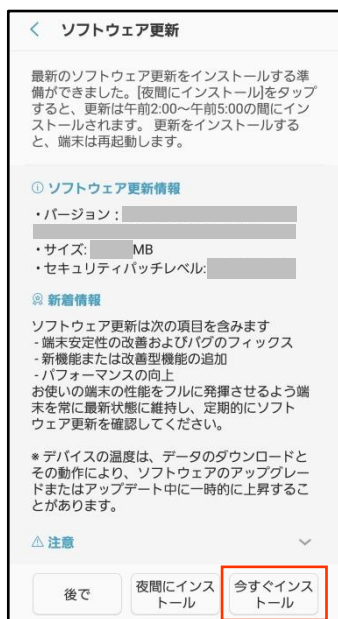 ソフトウェア更新
最新のソフトウェア更新をインストールする準
備ができました。[夜間にインストール]をタップ
すると、更新は午前2:00～午前5:00の間にイン
ストールされます。 更新をインストールする
と、端末は再起動します。
ソフトウェア更新情報
・バージョン :
・サイズ: MB
・セキュリティパッチレベル:
新着情報
ソフトウェア更新は次の項目を含みます
- 端末安定性の改善およびバグのフィックス
- 新機能または改善型機能の追加
- パフォーマンスの向上
お使いの端末の性能をフルに発揮させるよう端
末を常に最新状態に維持し、定期的にソフト
ウェア更新を確認してください。
※ デバイスの温度は、データのダウンロードと
その動作により、ソフトウェアのアップグレー
ドまたはアップデート中に一時的に上昇するこ
とがあります。
注意
後で
夜間にインス
トール
今すぐインス
トール